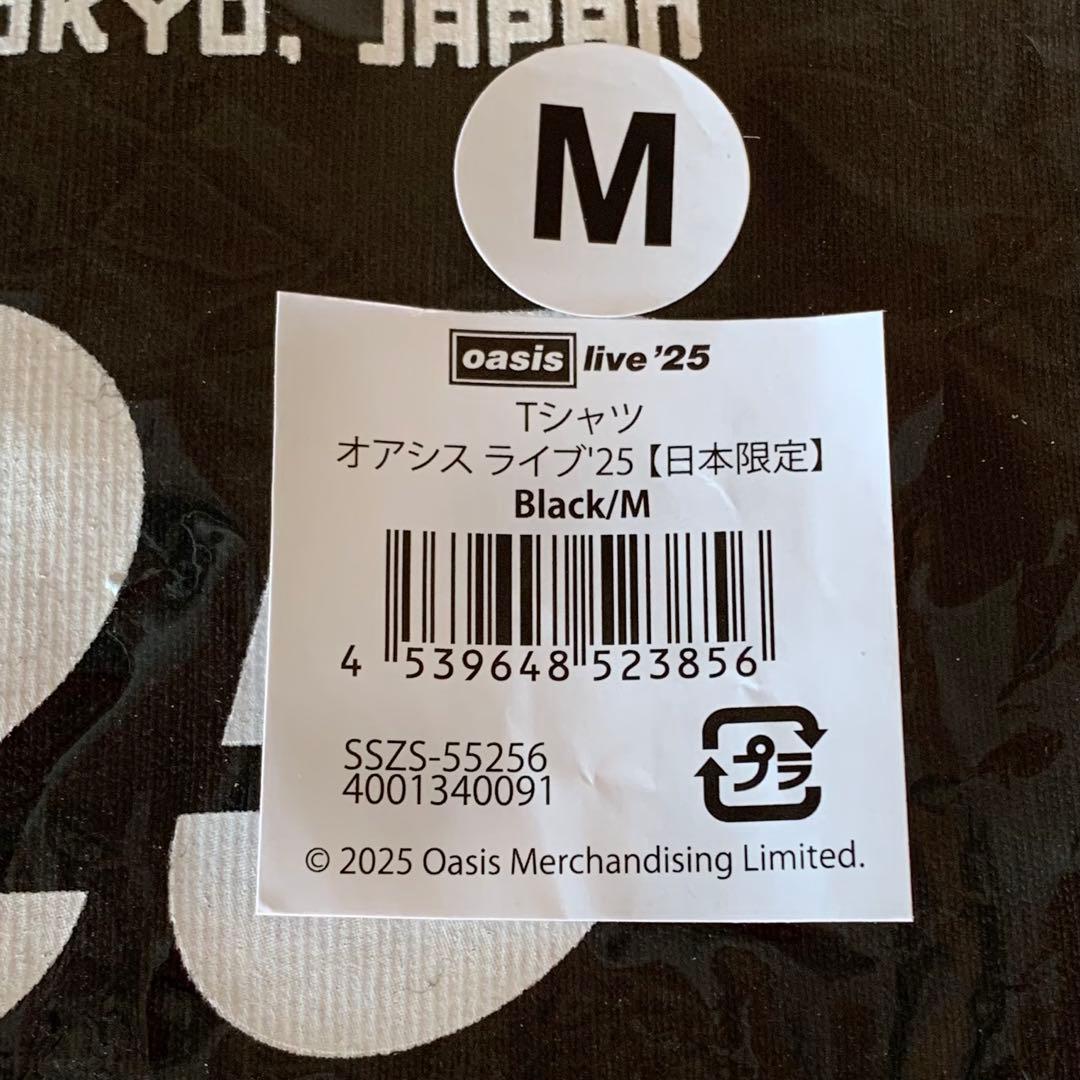 OKYO, JAPAN
M
oasis live '25
Tシャツ
オアシス ライブ'25【日本限定】
Black/M
4 539648 523856
SSZS-55256
4001340091
プラ
© 2025 Oasis Merchandising Limited.